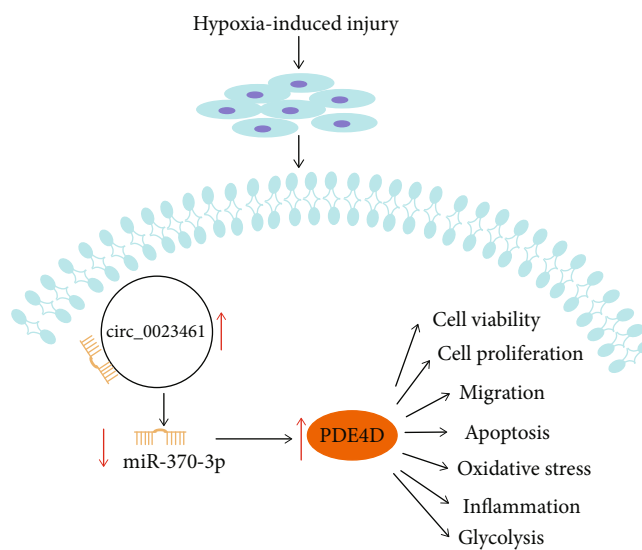 Hypoxia-induced injury
circ_0023461
miR-370-3p
PDE4D
Cell viability
Cell proliferation
Migration
Apoptosis
Oxidative stress
Inflammation
Glycolysis